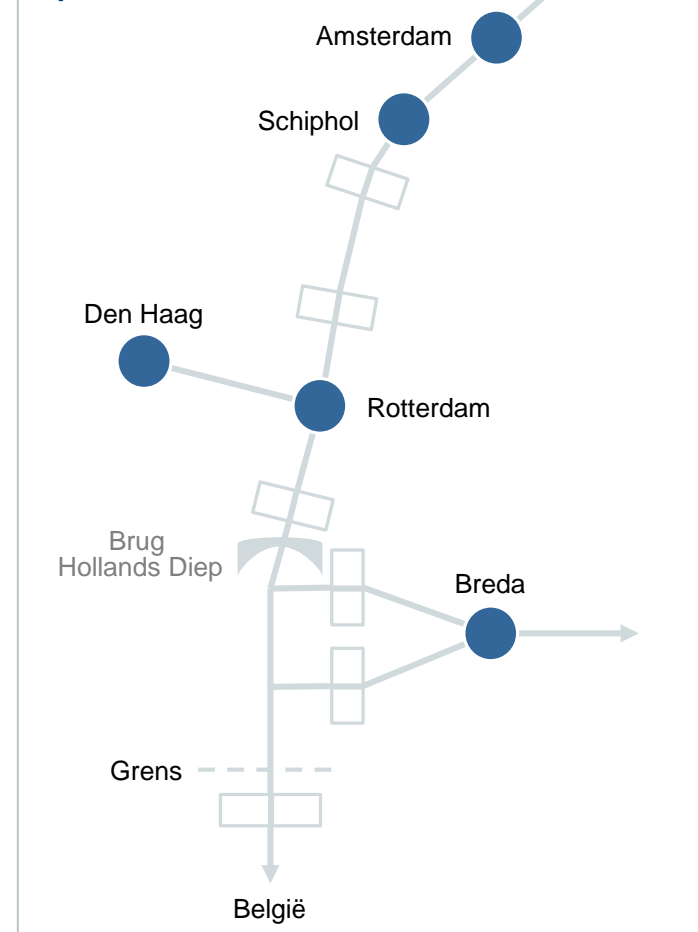 Amsterdam
Schiphol
Den Haag
Rotterdam
Brug
Hollands Diep
Breda
Grens
België